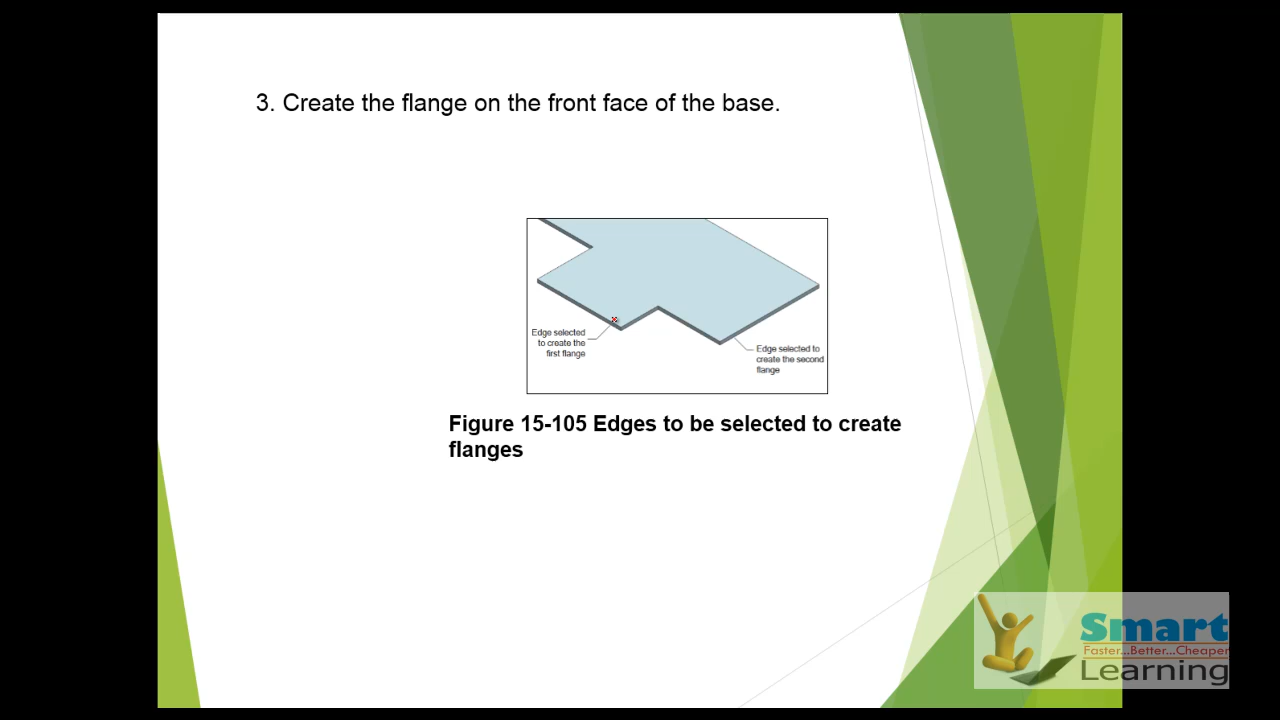 3. Create the flange on the front face of the base.
Edge selected
to create the
first flange
Edge selected to
create the second
flange
Figure 15-105 Edges to be selected to create
flanges
Smart
Faster...Better...Cheaper
Learning